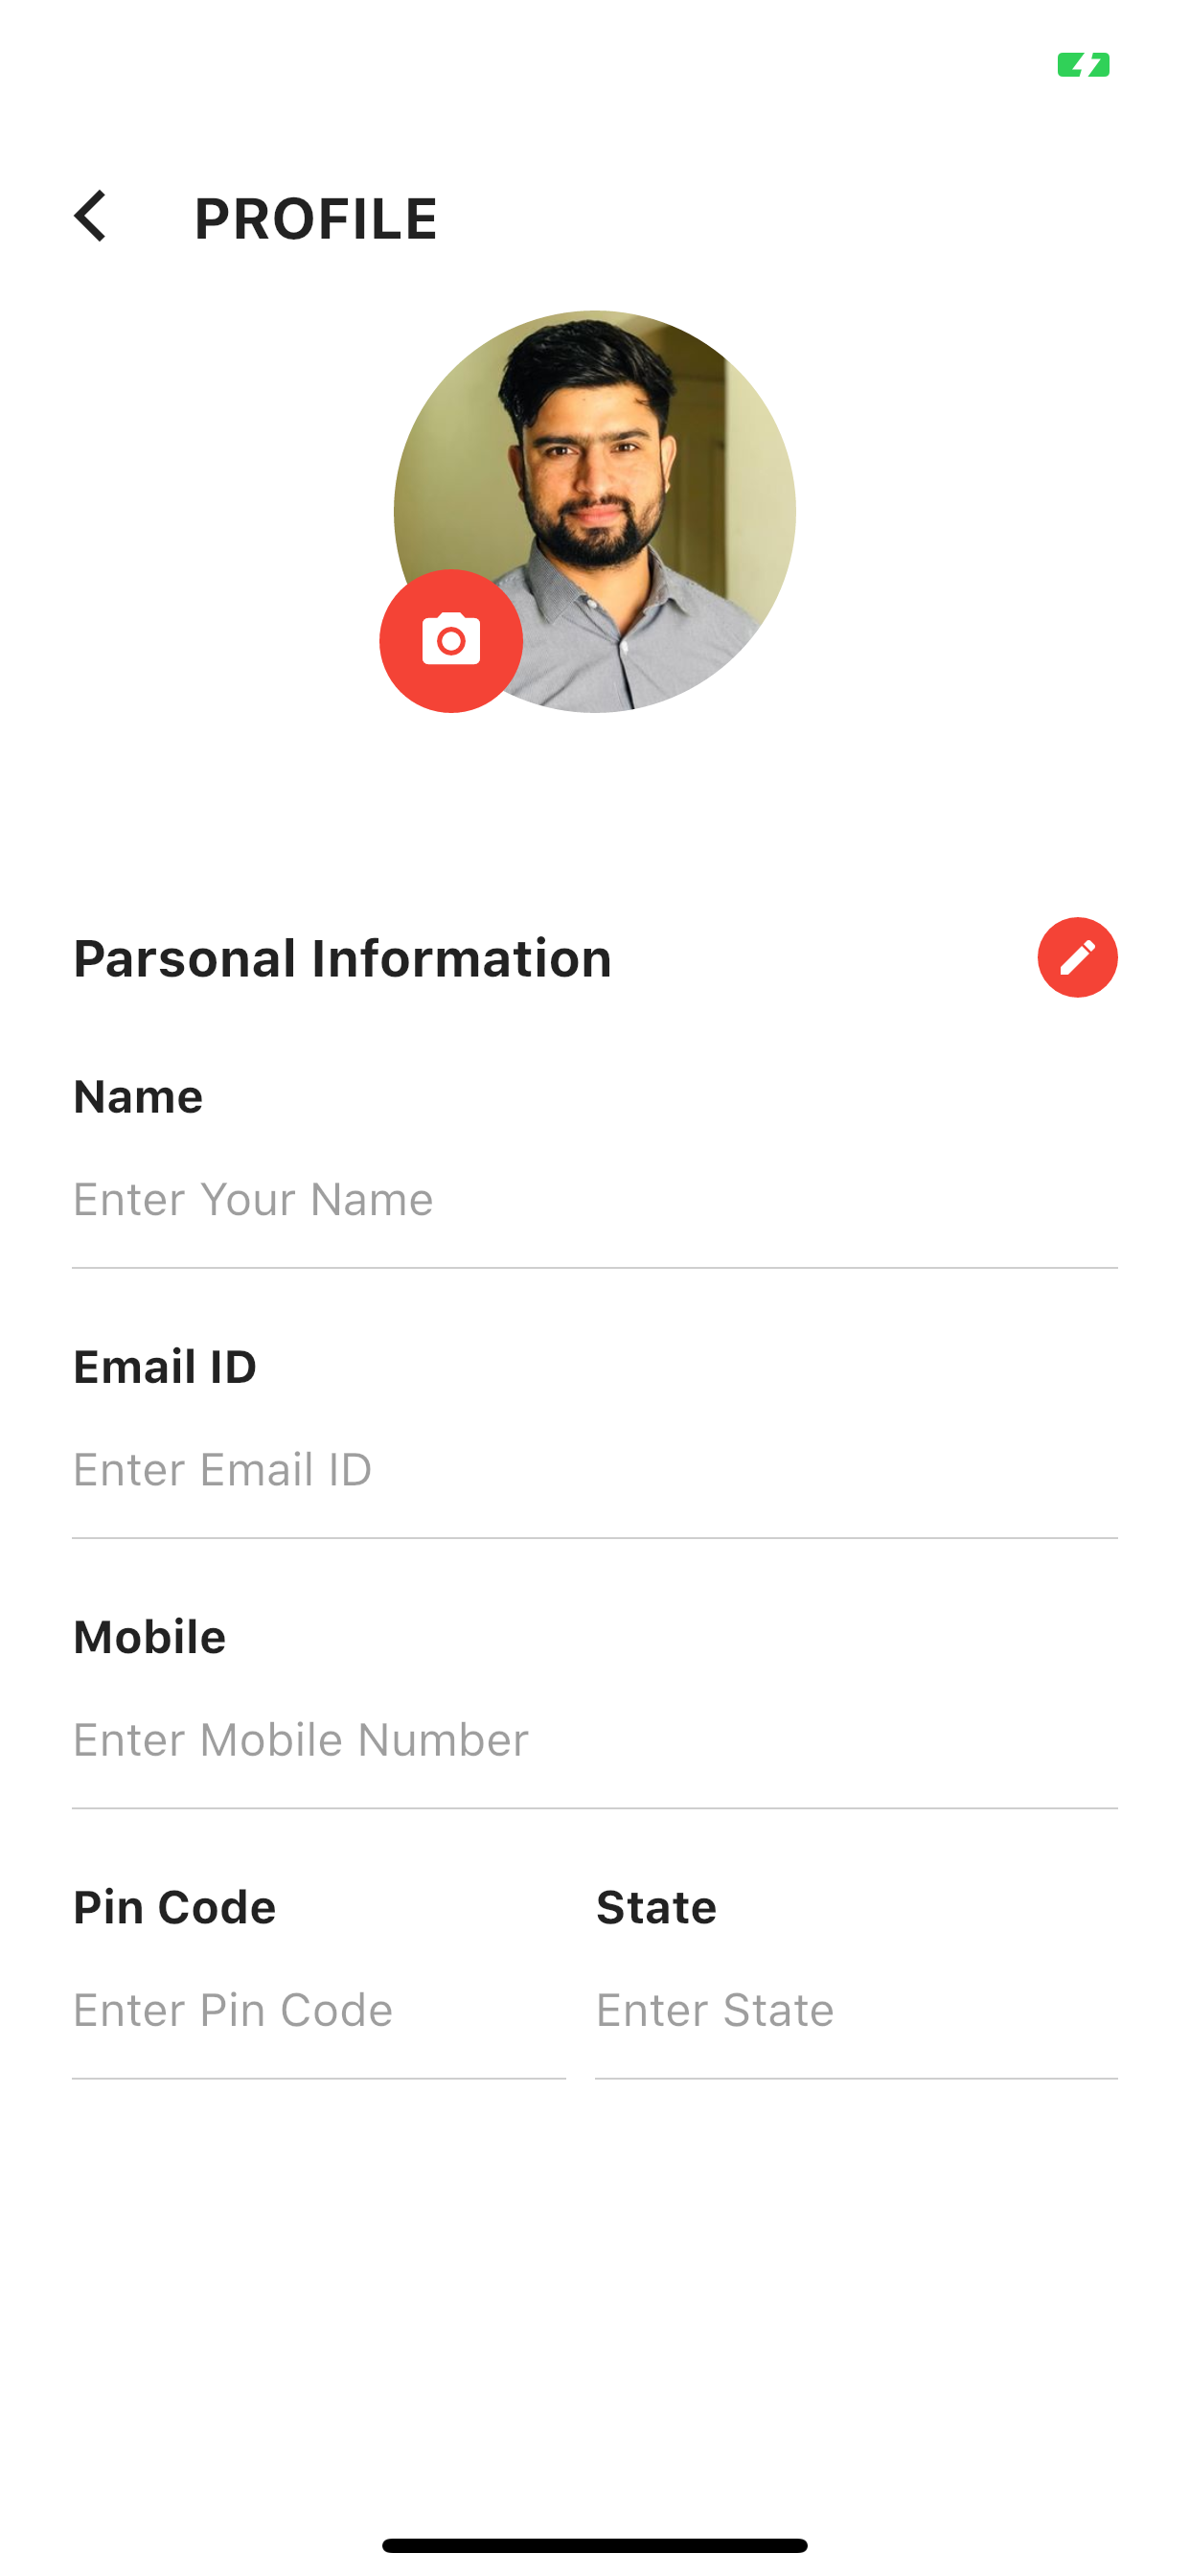 PROFILE
Parsonal Information
Name
Enter Your Name
Email ID
Enter Email ID
Mobile
Enter Mobile Number
Pin Code
State
Enter Pin Code
Enter State